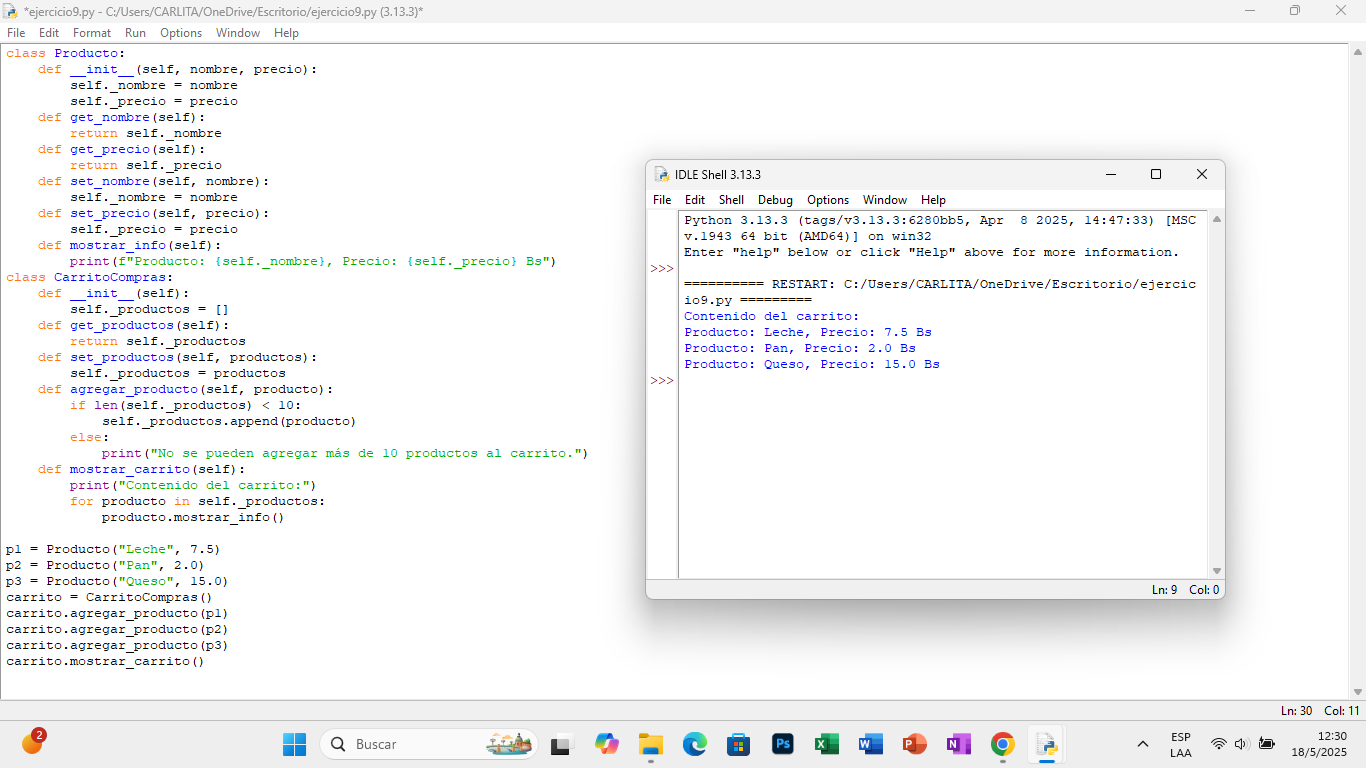 *ejercicio9.py - C:/Users/CARLITA/OneDrive/Escritorio/ejercicio9.py (3.13.3)*
File Edit Format Run Options Window Help
class Producto:
    def __init__(self, nombre, precio):
        self._nombre = nombre
        self._precio = precio
    def get_nombre(self):
        return self._nombre
    def get_precio(self):
        return self._precio
    def set_nombre(self, nombre):
        self._nombre = nombre
    def set_precio(self, precio):
        self._precio = precio
    def mostrar_info(self):
        print(f"Producto: {self._nombre}, Precio: {self._precio} Bs")
class CarritoCompras:
    def __init__(self):
        self._productos = []
    def get_productos(self):
        return self._productos
    def set_productos(self, productos):
        self._productos = productos
    def agregar_producto(self, producto):
        if len(self._productos) < 10:
            self._productos.append(producto)
        else:
            print("No se pueden agregar más de 10 productos al carrito.")
    def mostrar_carrito(self):
        print("Contenido del carrito:")
        for producto in self._productos:
            producto.mostrar_info()

p1 = Producto("Leche", 7.5)
p2 = Producto("Pan", 2.0)
p3 = Producto("Queso", 15.0)
carrito = CarritoCompras()
carrito.agregar_producto(p1)
carrito.agregar_producto(p2)
carrito.agregar_producto(p3)
carrito.mostrar_carrito()
IDLE Shell 3.13.3
File Edit Shell Debug Options Window Help
Python 3.13.3 (tags/v3.13.3:6280bb5, Apr  8 2025, 14:47:33) [MSC
v.1943 64 bit (AMD64)] on win32
Enter "help" below or click "Help" above for more information.
>>>
========== RESTART: C:/Users/CARLITA/OneDrive/Escritorio/ejercic
io9.py =========
Contenido del carrito:
Producto: Leche, Precio: 7.5 Bs
Producto: Pan, Precio: 2.0 Bs
Producto: Queso, Precio: 15.0 Bs
>>>
Ln: 9 Col: 0
Ln: 30 Col: 11
2
Buscar
Ps
ESP
LAA
12:30
18/5/2025